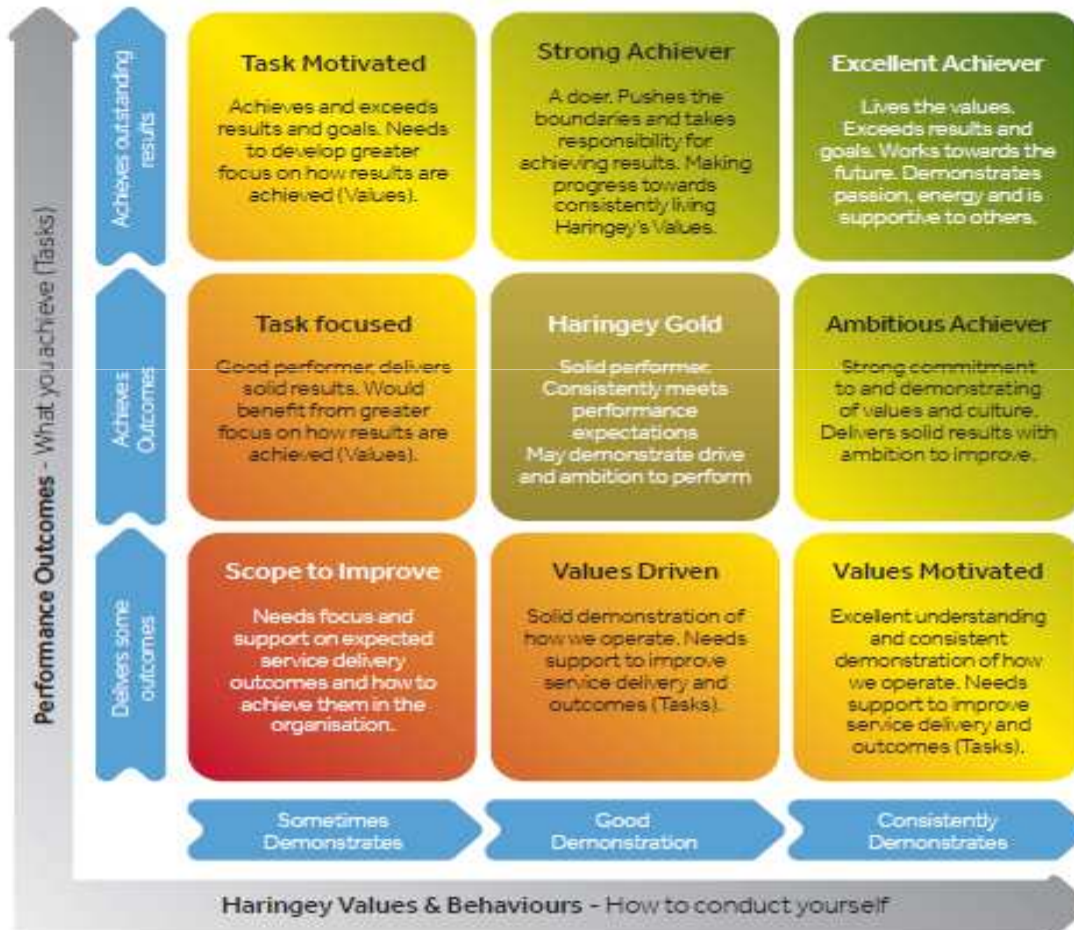 Performance Outcomes - What you achieve (Tasks)
Achieves outstanding
results
Task Motivated
Achieves and exceeds
results and goals. Needs
to develop greater
focus on how results are
achieved (Values).
Strong Achiever
A doer. Pushes the
boundaries and takes
responsibility for
achieving results. Making
progress towards
consistently living
Haringey's Values.
Excellent Achiever
Lives the values.
Exceeds results and
goals. Works towards the
future. Demonstrates
passion, energy and is
supportive to others.
Achieves
Outcomes
Task focused
Good performer, delivers
solid results. Would
benefit from greater
focus on how results are
achieved (Values).
Haringey Gold
Solid performer.
Consistently meets
performance
expectations
May demonstrate drive
and ambition to perform
Ambitious Achiever
Strong commitment
to and demonstrating
of values and culture.
Delivers solid results with
ambition to improve.
Delivers some
outcomes
Scope to Improve
Needs focus and
support on expected
service delivery
outcomes and how to
achieve them in the
organisation.
Values Driven
Solid demonstration of
how we operate. Needs
support to improve
service delivery and
outcomes (Tasks).
Values Motivated
Excellent understanding
and consistent
demonstration of how
we operate. Needs
support to improve
service delivery and
outcomes (Tasks).
Sometimes
Demonstrates
Good
Demonstration
Consistently
Demonstrates
Haringey Values & Behaviours - How to conduct yourself